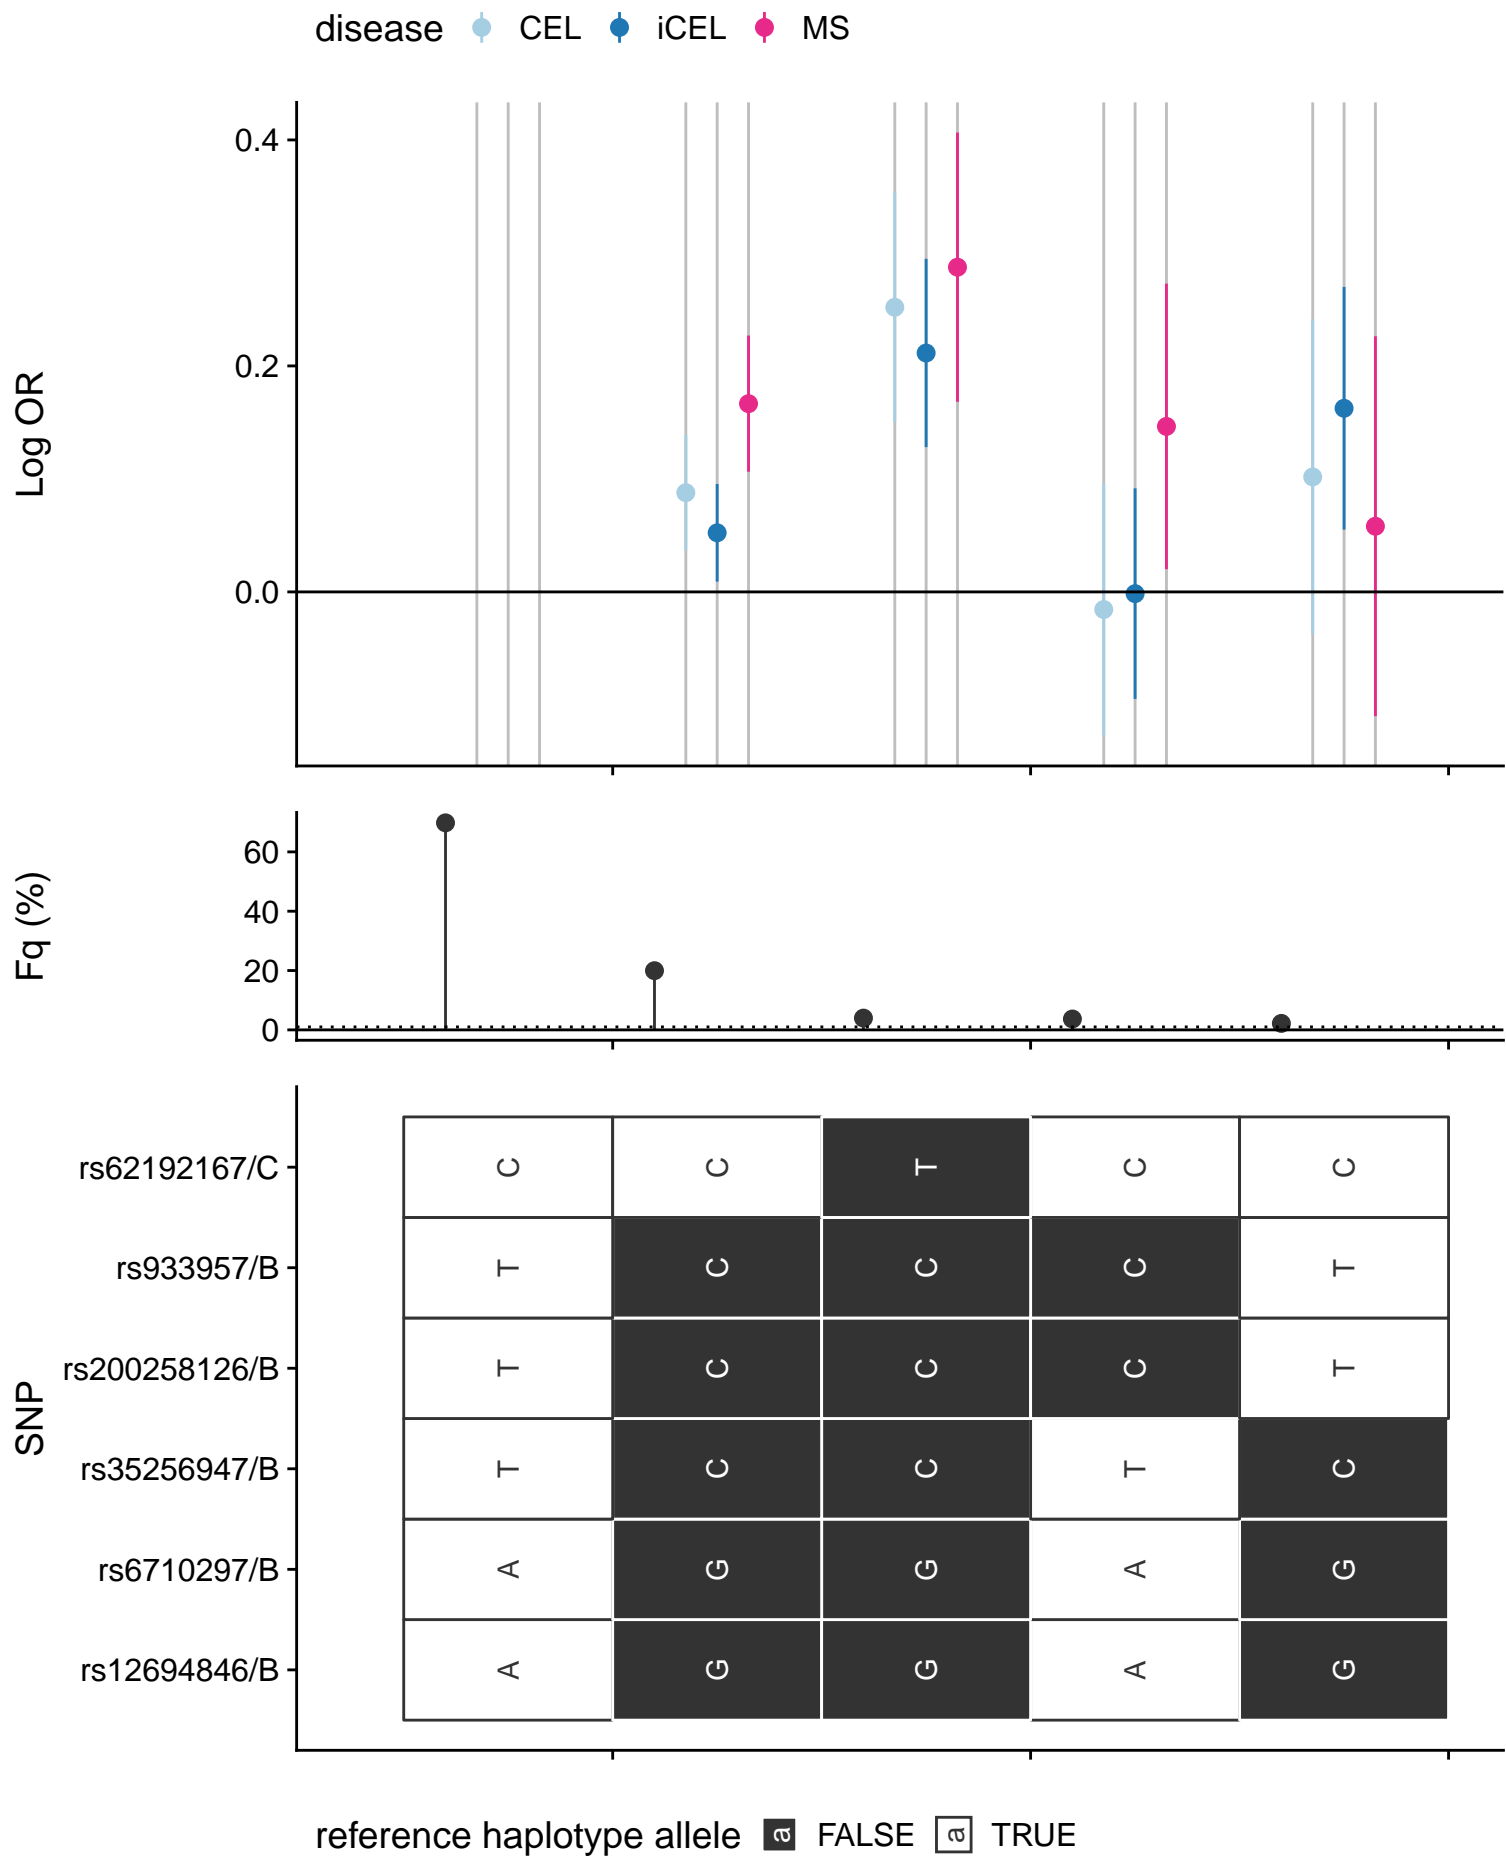 disease CEL iCEL MS
0.4
0.2
0.0
Log OR
60
40
20
0
Fq (%)
rs62192167/C C C T C C
rs933957/B T C C C T
rs200258126/B T C C C T
rs35256947/B T C C T C
rs6710297/B A G G A G
rs12694846/B A G G A G
SNP
reference haplotype allele a FALSE a TRUE